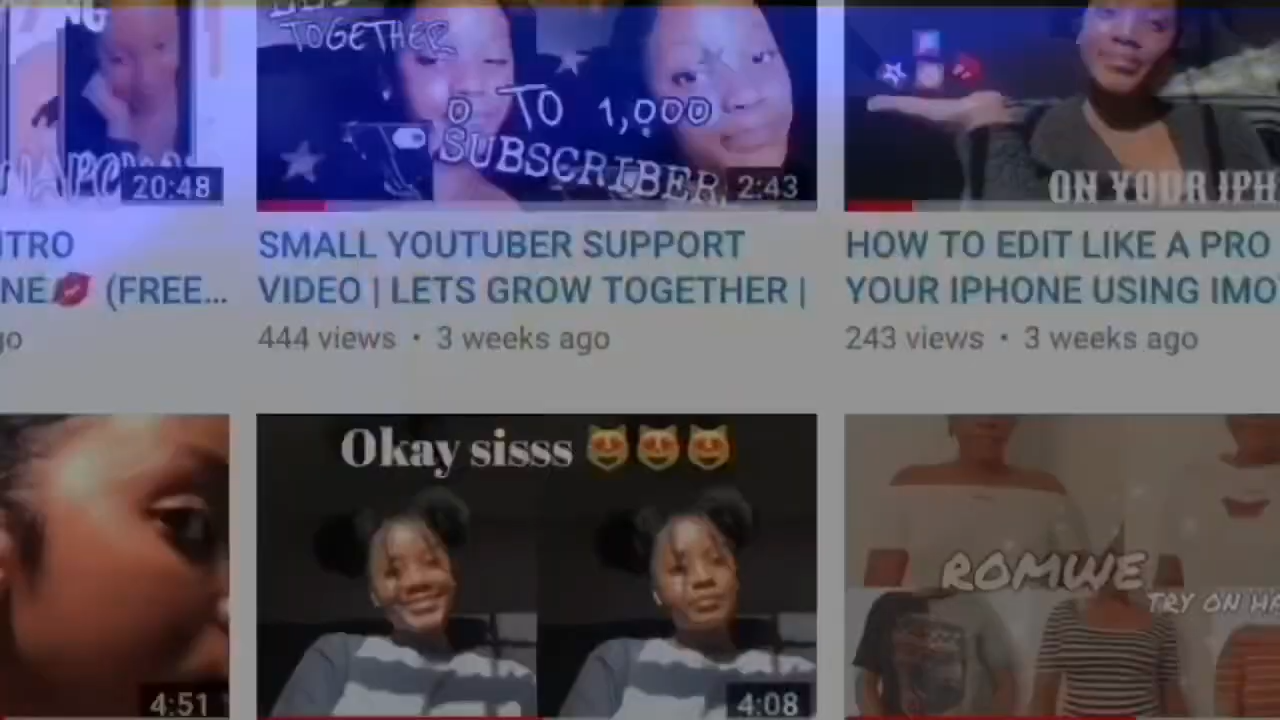 TOGETHER
0 TO 1,000
SUBSCRIBER
20:48
2:43
ON YOUR IPH
NTRO
NE💋 (FREE...
go
SMALL YOUTUBER SUPPORT
VIDEO | LETS GROW TOGETHER |
444 views • 3 weeks ago
HOW TO EDIT LIKE A PRO
YOUR IPHONE USING IMO
243 views • 3 weeks ago
Okay sisss 😻😻😻
4:51
4:08
ROMWE
TRY ON HA